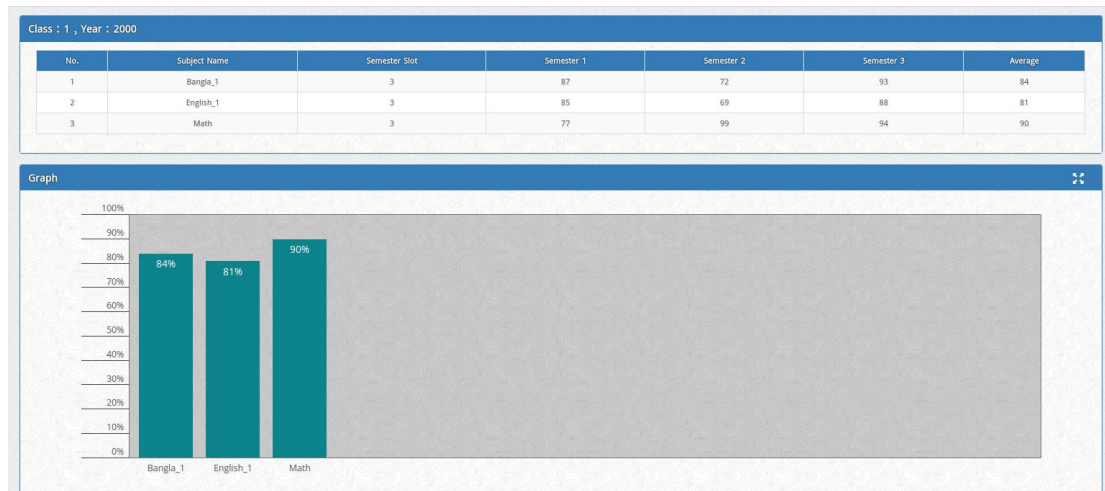 Class : 1 , Year : 2000
No. Subject Name Semester Slot Semester 1 Semester 2 Semester 3 Average
1 Bangla_1 3 87 72 93 84
2 English_1 3 85 69 88 81
3 Math 3 77 99 94 90
Graph
100%
90%
80%
70%
60%
50%
40%
30%
20%
10%
0%
84% 81% 90%
Bangla_1 English_1 Math